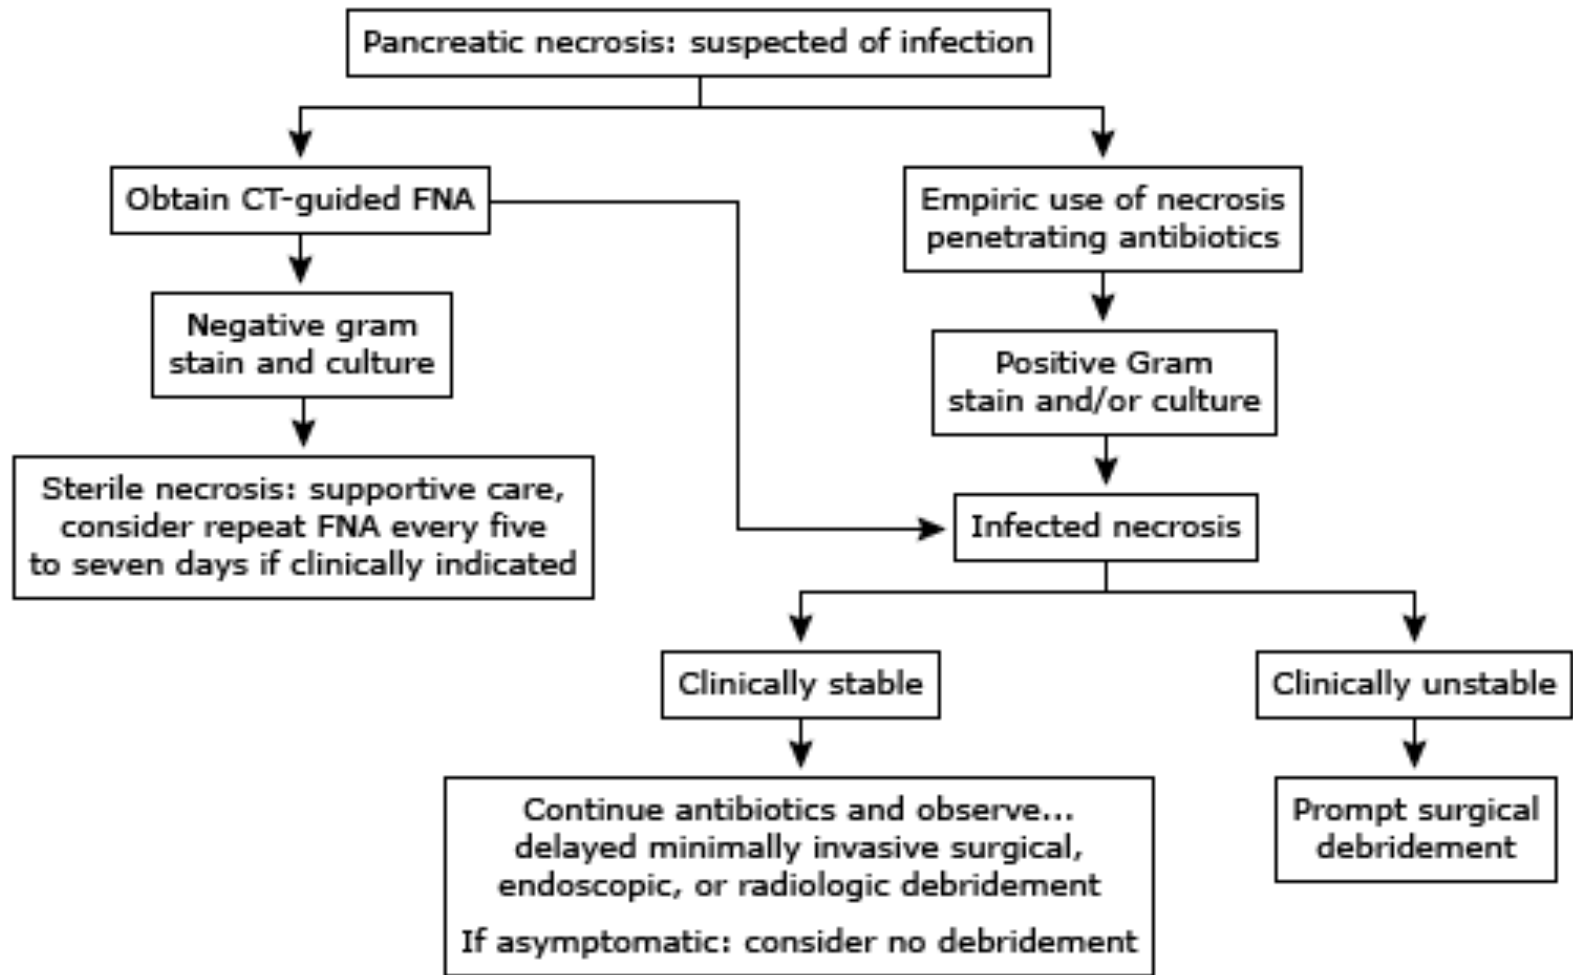 Pancreatic necrosis: suspected of infection
Obtain CT-guided FNA
Empiric use of necrosis
penetrating antibiotics
Negative gram
stain and culture
Positive Gram
stain and/or culture
Sterile necrosis: supportive care,
consider repeat FNA every five
to seven days if clinically indicated
Infected necrosis
Clinically stable
Clinically unstable
Continue antibiotics and observe...
delayed minimally invasive surgical,
endoscopic, or radiologic debridement
If asymptomatic: consider no debridement
Prompt surgical
debridement